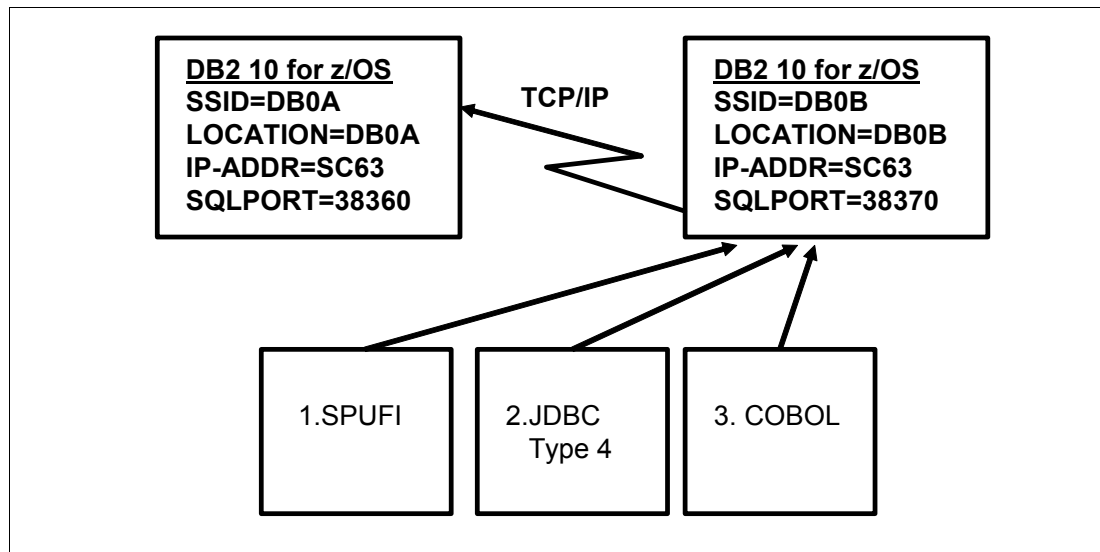 DB2 10 for z/OS
SSID=DB0A
LOCATION=DB0A
IP-ADDR=SC63
SQLPORT=38360
TCP/IP
DB2 10 for z/OS
SSID=DB0B
LOCATION=DB0B
IP-ADDR=SC63
SQLPORT=38370
1.SPUFI
2.JDBC
Type 4
3. COBOL